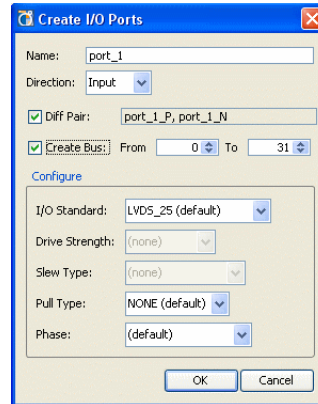 Create I/O Ports
Name: port_1
Direction: Input
Diff Pair: port_1_P, port_1_N
Create Bus: From 0 To 31
Configure
I/O Standard: LVDS_25 (default)
Drive Strength: (none)
Slew Type: (none)
Pull Type: NONE (default)
Phase: (default)
OK Cancel